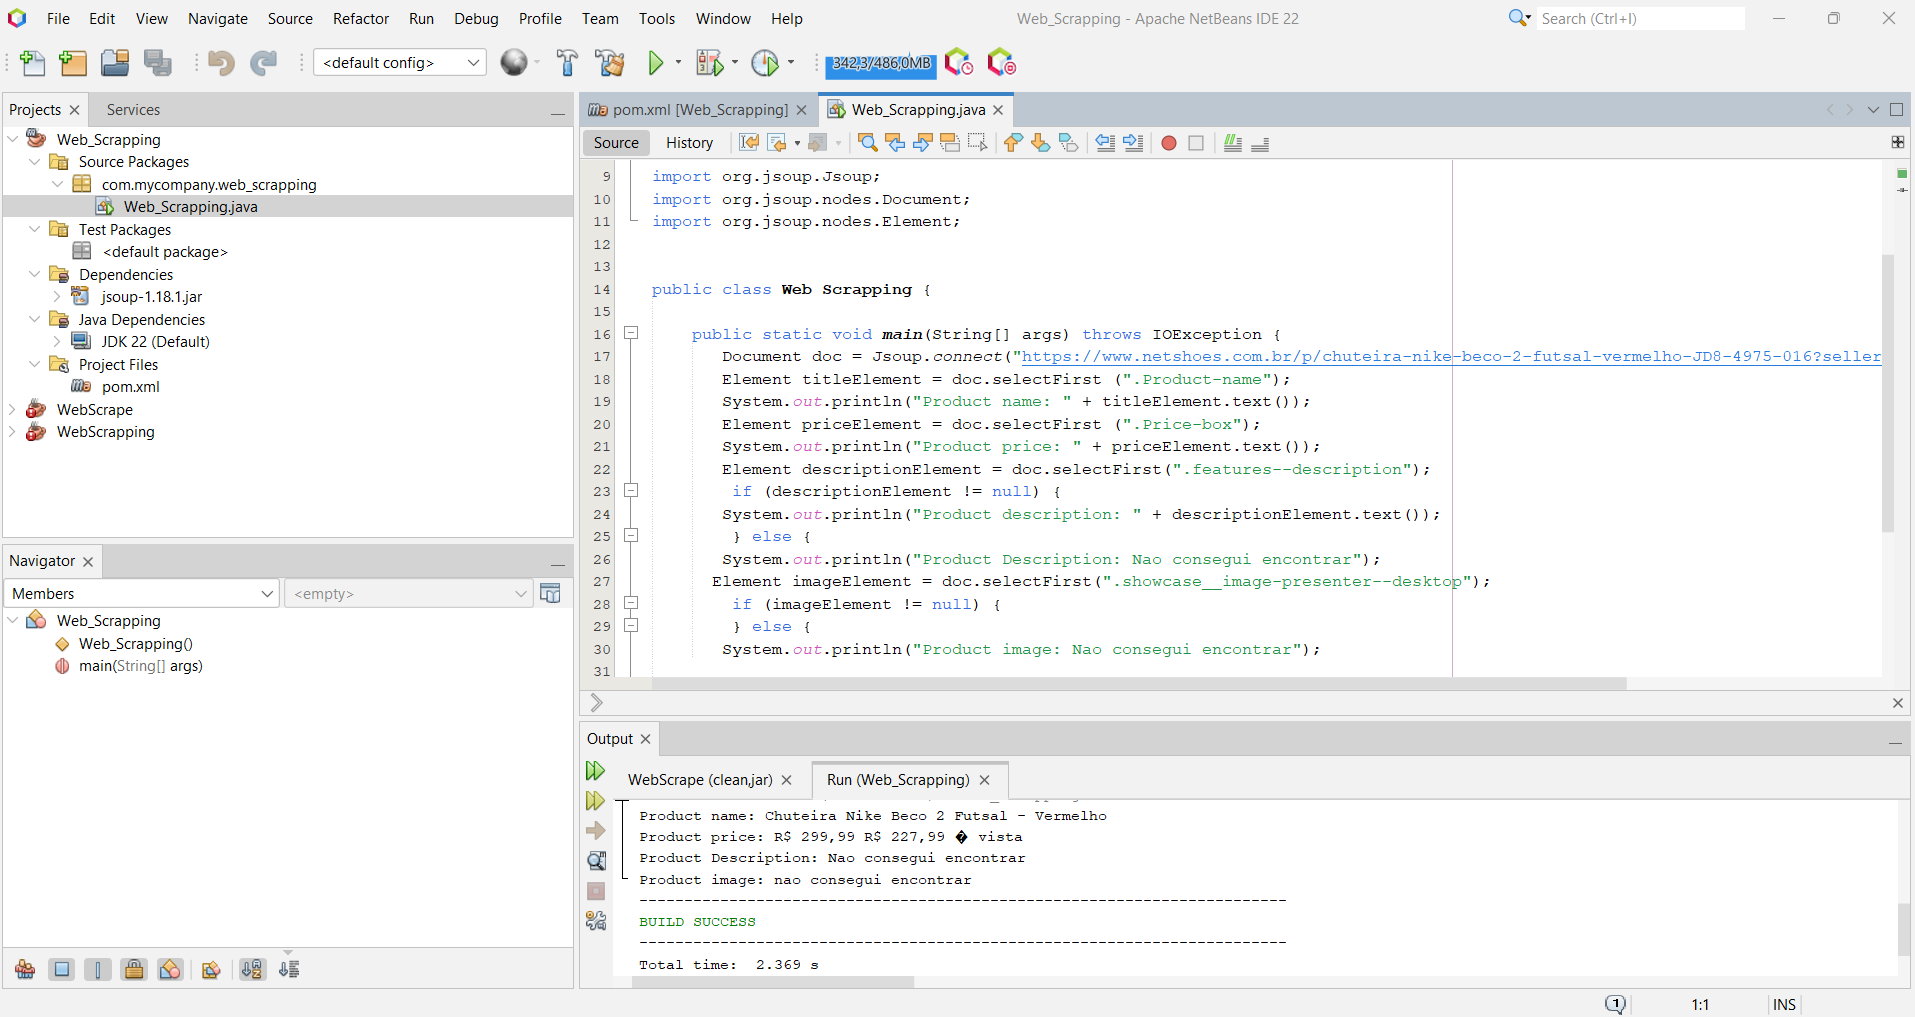 File Edit View Navigate Source Refactor Run Debug Profile Team Tools Window Help
Web_Scrapping - Apache NetBeans IDE 22
Search (Ctrl+I)
<default config>
342,3/486,0MB
Projects
Services
Web_Scrapping
Source Packages
com.mycompany.web_scrapping
Web_Scrapping.java
Test Packages
<default package>
Dependencies
jsoup-1.18.1.jar
Java Dependencies
JDK 22 (Default)
Project Files
pom.xml
WebScrape
WebScrapping
Navigator
Members
<empty>
Web_Scrapping
Web_Scrapping()
main(String[] args)
pom.xml [Web_Scrapping]
Web_Scrapping.java
Source
History
9 import org.jsoup.Jsoup;
10 import org.jsoup.nodes.Document;
11 import org.jsoup.nodes.Element;
12
13
14 public class Web Scrapping {
15
16 public static void main(String[] args) throws IOException {
17 Document doc = Jsoup.connect("https://www.netshoes.com.br/p/chuteira-nike-beco-2-futsal-vermelho-JD8-4975-016?seller
18 Element titleElement = doc.selectFirst (".Product-name");
19 System.out.println("Product name: " + titleElement.text());
20 Element priceElement = doc.selectFirst (".Price-box");
21 System.out.println("Product price: " + priceElement.text());
22 Element descriptionElement = doc.selectFirst(".features--description");
23 if (descriptionElement != null) {
24 System.out.println("Product description: " + descriptionElement.text());
25 } else {
26 System.out.println("Product Description: Nao consegui encontrar");
27 Element imageElement = doc.selectFirst(".showcase__image-presenter--desktop");
28 if (imageElement != null) {
29 } else {
30 System.out.println("Product image: Nao consegui encontrar");
31
Output
WebScrape (clean,jar)
Run (Web_Scrapping)
Product name: Chuteira Nike Beco 2 Futsal - Vermelho
Product price: R$ 299,99 R$ 227,99 � vista
Product Description: Nao consegui encontrar
Product image: nao consegui encontrar
------------------------------------------------------------------------
BUILD SUCCESS
------------------------------------------------------------------------
Total time:  2.369 s
1
1:1
INS